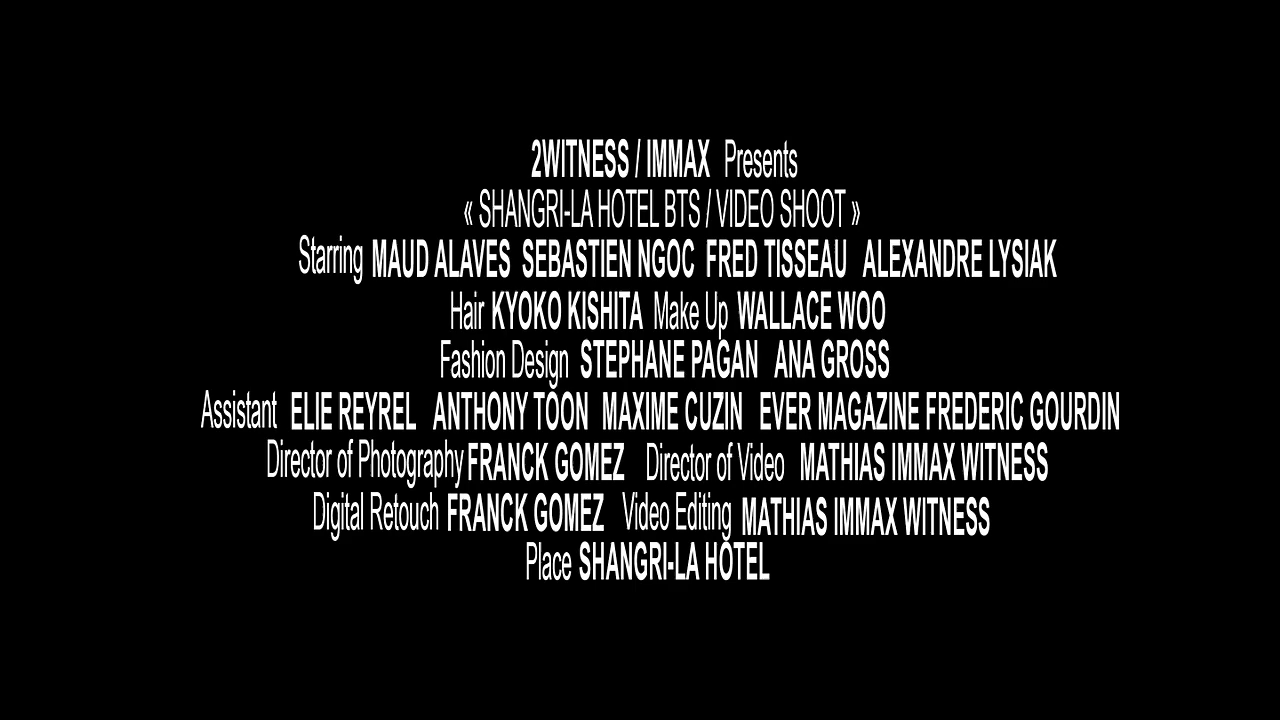 2WITNESS / IMMAX Presents
« SHANGRI-LA HOTEL BTS / VIDEO SHOOT »
Starring MAUD ALAVES SEBASTIEN NGOC FRED TISSEAU ALEXANDRE LYSIAK
Hair KYOKO KISHITA Make Up WALLACE WOO
Fashion Design STEPHANE PAGAN ANA GROSS
Assistant ELIE REYREL ANTHONY TOON MAXIME CUZIN EVER MAGAZINE FREDERIC GOURDIN
Director of Photography FRANCK GOMEZ Director of Video MATHIAS IMMAX WITNESS
Digital Retouch FRANCK GOMEZ Video Editing MATHIAS IMMAX WITNESS
Place SHANGRI-LA HOTEL